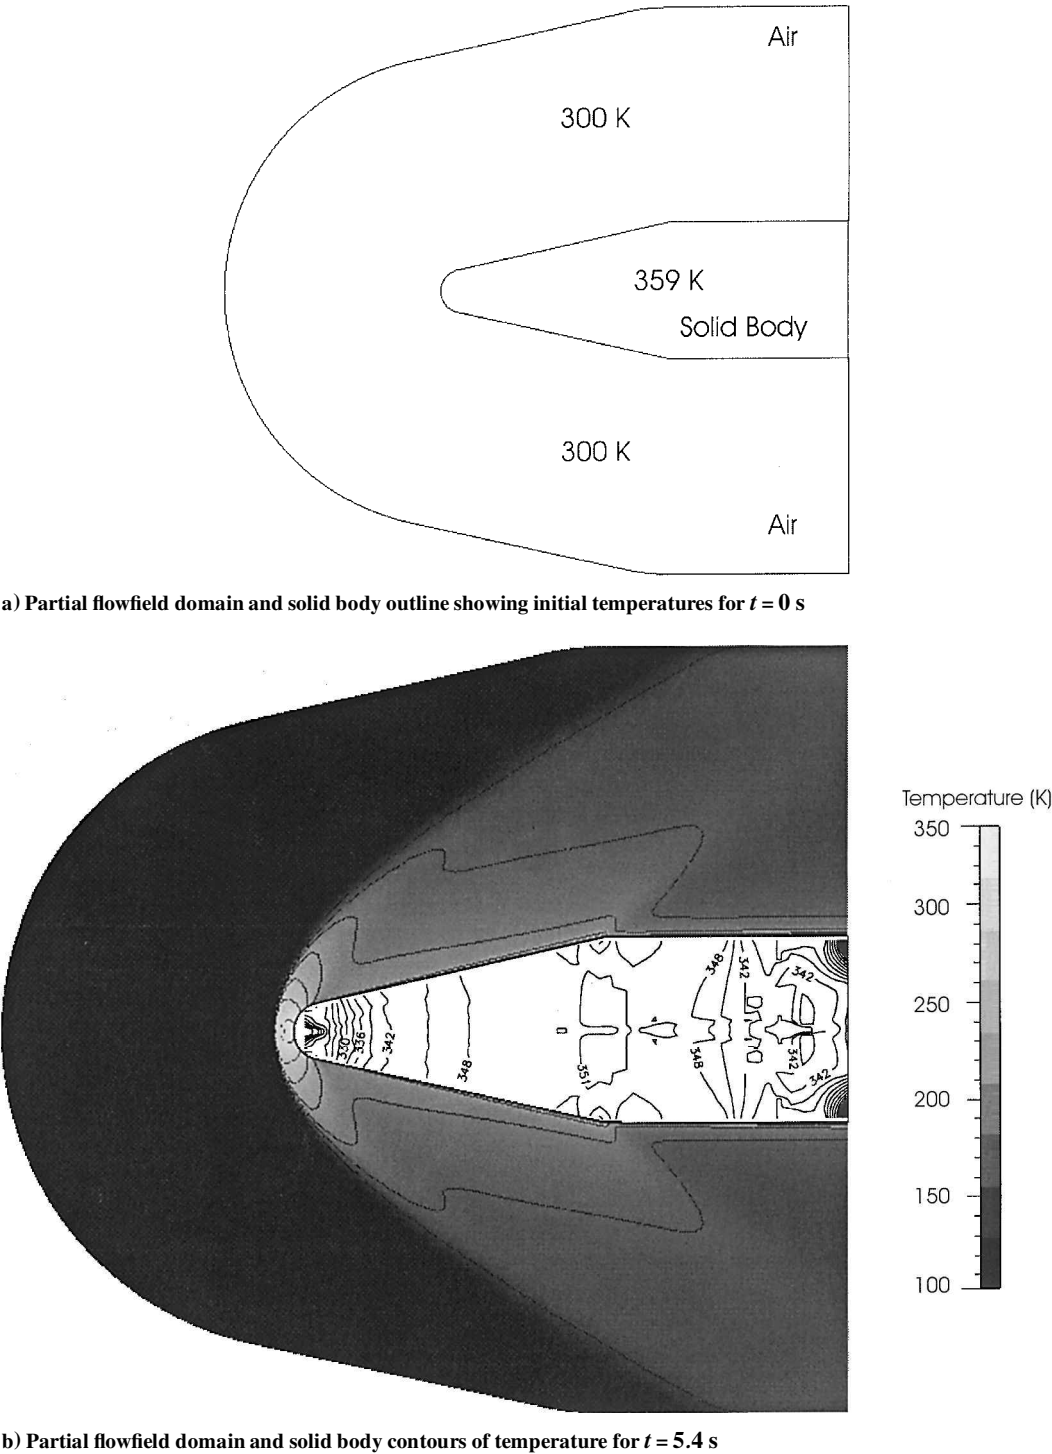 Air
300 K
359 K
Solid Body
300 K
Air
a) Partial flowfield domain and solid body outline showing initial temperatures for t = 0 s
Temperature (K)
350
300
250
200
150
100
348
342
342
330
336
342
348
351
348
342
342
b) Partial flowfield domain and solid body contours of temperature for t = 5.4 s